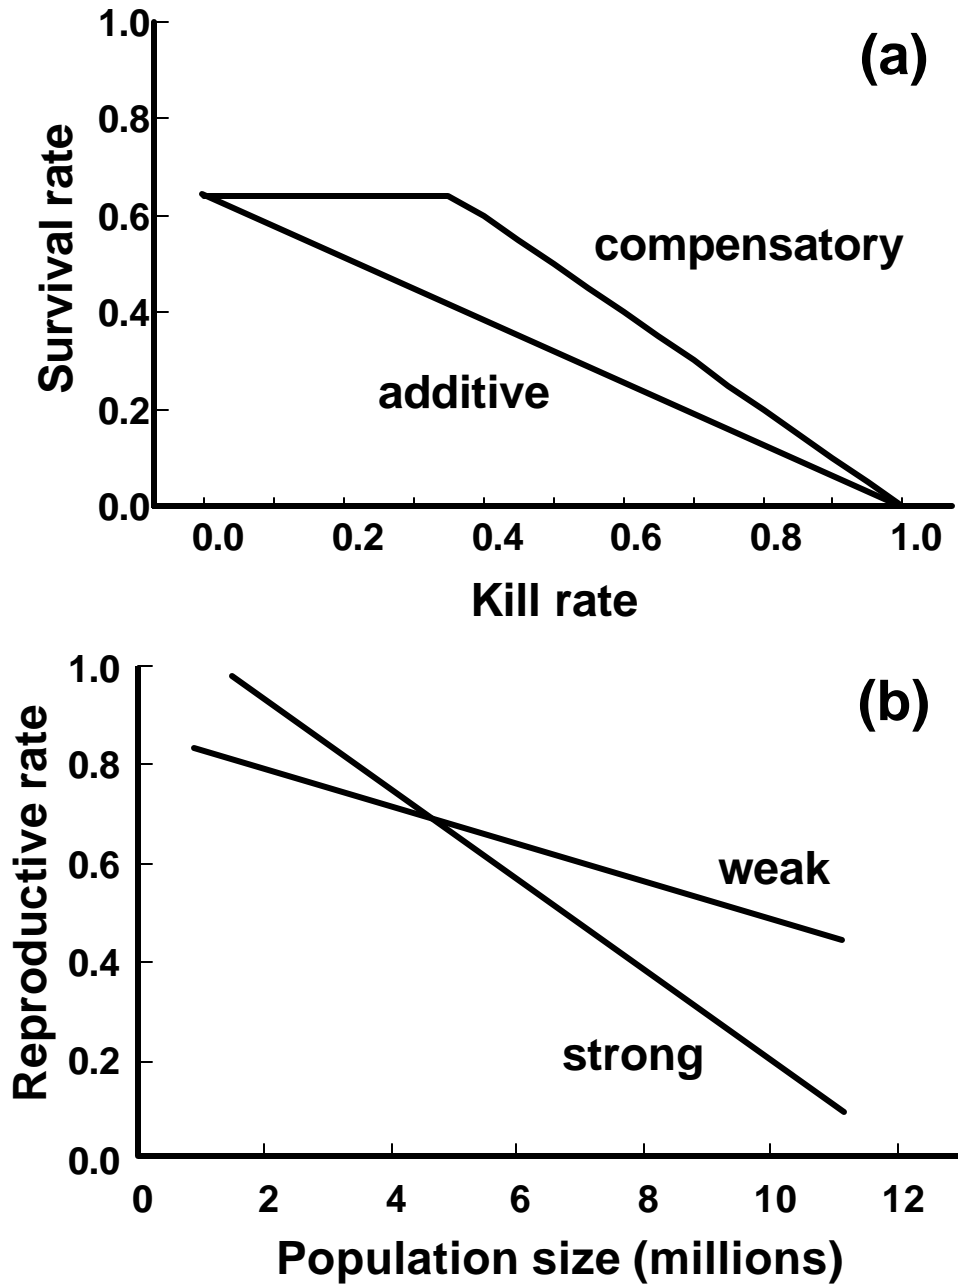 (a)
Survival rate
1.0
0.8
0.6
0.4
0.2
0.0
compensatory
additive
0.0 0.2 0.4 0.6 0.8 1.0
Kill rate
(b)
Reproductive rate
1.0
0.8
0.6
0.4
0.2
0.0
weak
strong
0 2 4 6 8 10 12
Population size (millions)